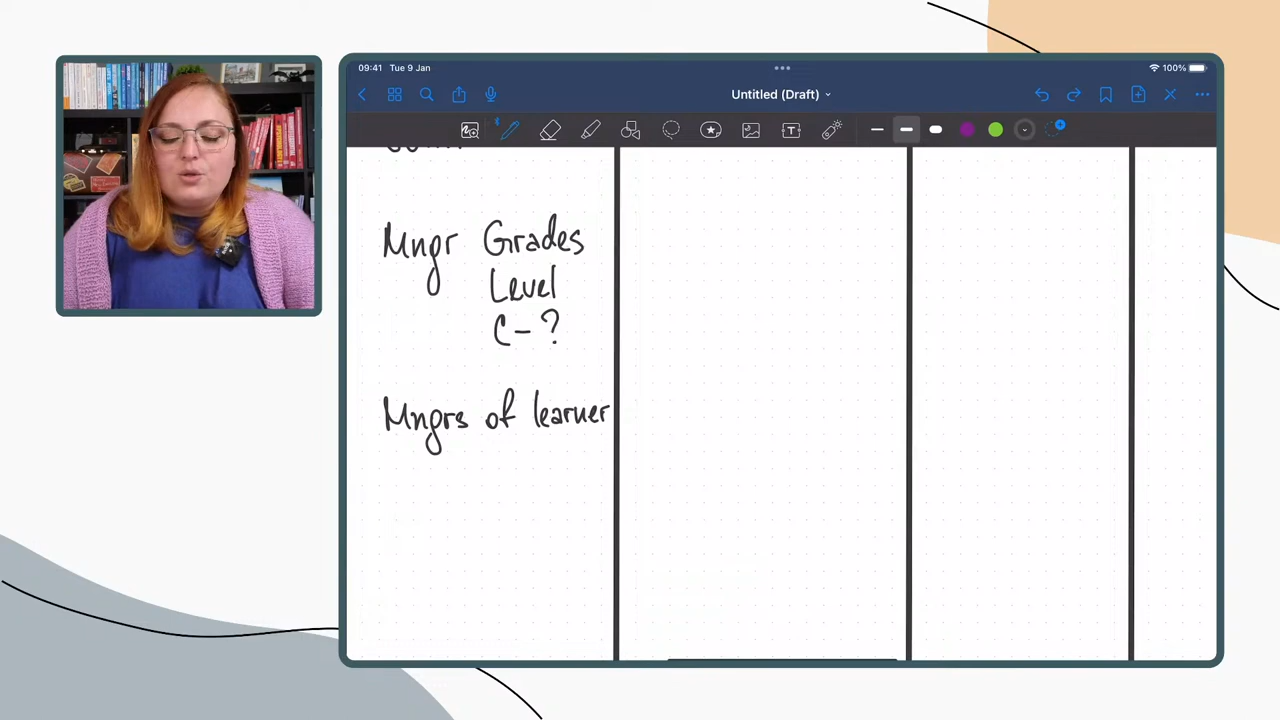 09:41 Tue 9 Jan
100%
Untitled (Draft)
Mngr Grades
Level
C-?
Mngrs of learner